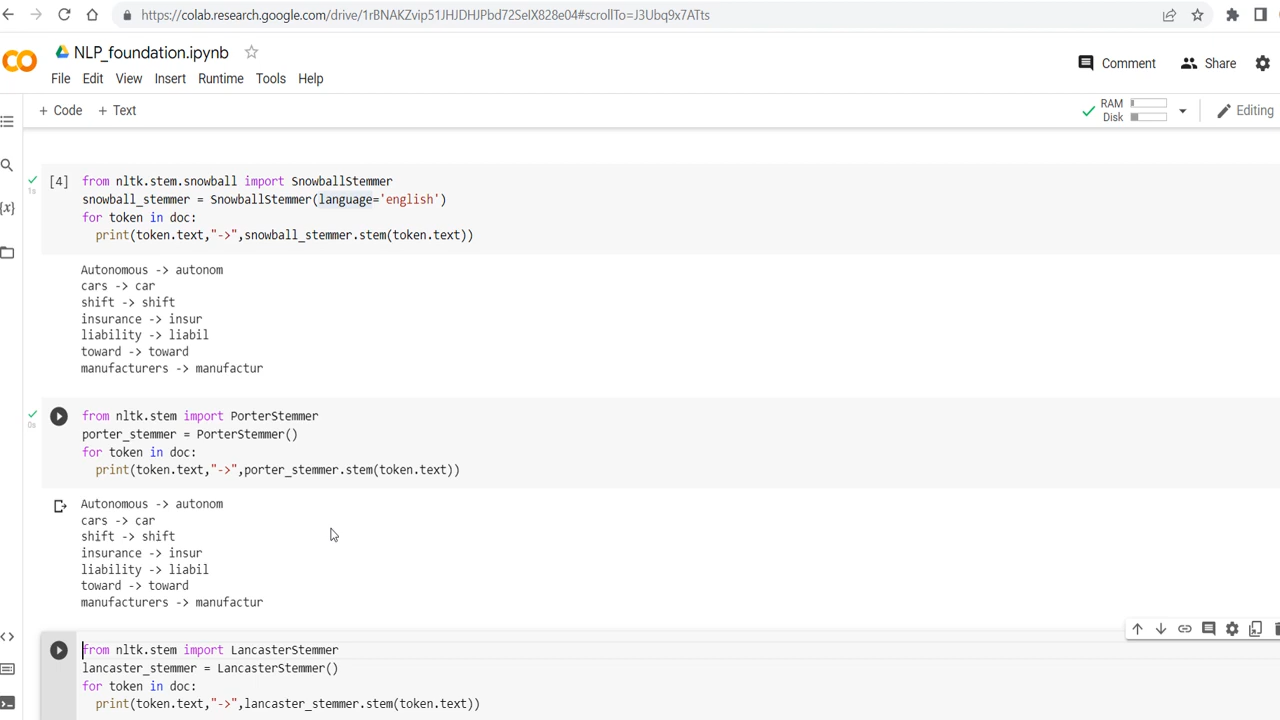 https://colab.research.google.com/drive/1rBNAKZvip51JHJDHJPbd72SelX828e04#scrollTo=J3Ubq9x7ATts
NLP_foundation.ipynb
File Edit View Insert Runtime Tools Help
Comment Share
+ Code + Text
RAM
Disk
Editing
[4] from nltk.stem.snowball import SnowballStemmer
1s
snowball_stemmer = SnowballStemmer(language='english')
for token in doc:
print(token.text,"->",snowball_stemmer.stem(token.text))
Autonomous -> autonom
cars -> car
shift -> shift
insurance -> insur
liability -> liabil
toward -> toward
manufacturers -> manufactur
from nltk.stem import PorterStemmer
0s
porter_stemmer = PorterStemmer()
for token in doc:
print(token.text,"->",porter_stemmer.stem(token.text))
Autonomous -> autonom
cars -> car
shift -> shift
insurance -> insur
liability -> liabil
toward -> toward
manufacturers -> manufactur
from nltk.stem import LancasterStemmer
lancaster_stemmer = LancasterStemmer()
for token in doc:
print(token.text,"->",lancaster_stemmer.stem(token.text))